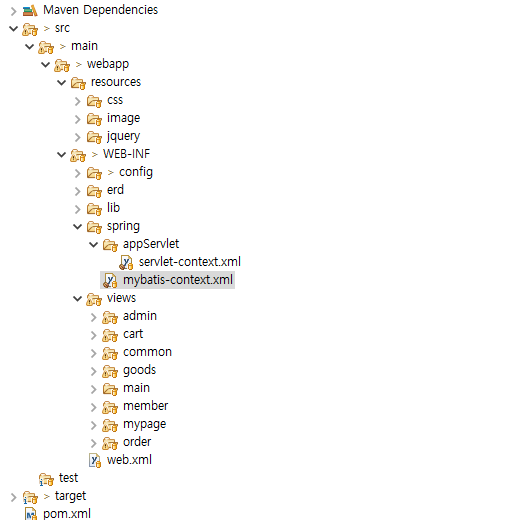 Maven Dependencies
> src
> main
> webapp
resources
css
image
jquery
> WEB-INF
> config
erd
lib
spring
appServlet
servlet-context.xml
mybatis-context.xml
views
admin
cart
common
goods
main
member
mypage
order
web.xml
test
> target
pom.xml